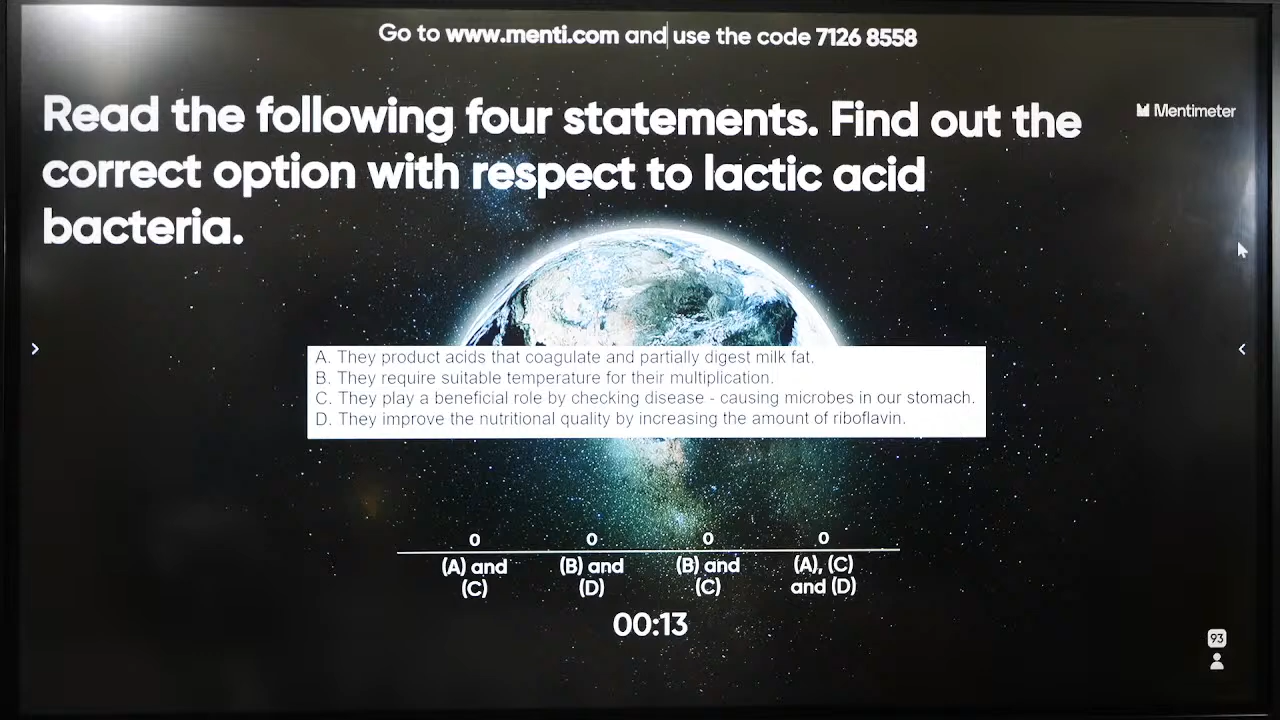 Go to www.menti.com and use the code 7126 8558
Read the following four statements. Find out the
correct option with respect to lactic acid
bacteria.
Mentimeter
A. They product acids that coagulate and partially digest milk fat.
B. They require suitable temperature for their multiplication.
C. They play a beneficial role by checking disease - causing microbes in our stomach.
D. They improve the nutritional quality by increasing the amount of riboflavin.
0 0 0 0
(A) and (B) and (B) and (A), (C)
(C) (D) (C) and (D)
00:13
93